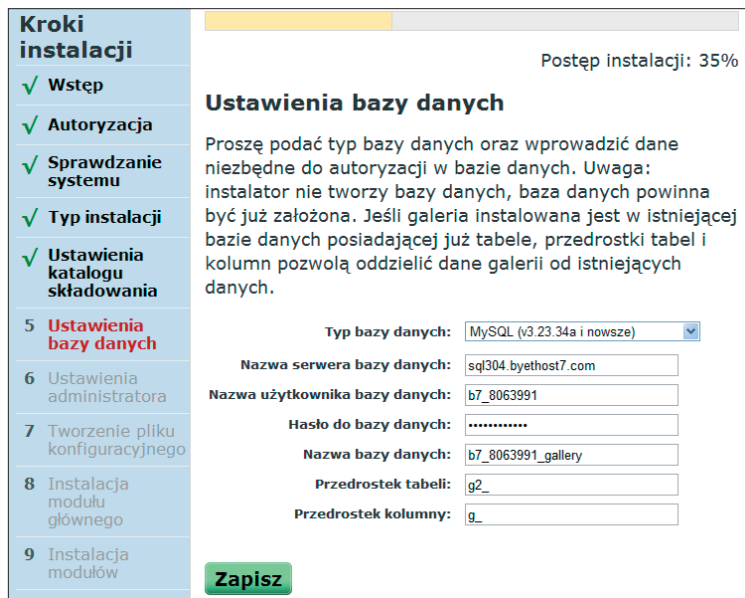 Kroki
instalacji
√ Wstęp
√ Autoryzacja
√ Sprawdzanie
systemu
√ Typ instalacji
√ Ustawienia
katalogu
składowania
5 Ustawienia
bazy danych
6 Ustawienia
administratora
7 Tworzenie pliku
konfiguracyjnego
8 Instalacja
modułu
głównego
9 Instalacja
modułów
Postęp instalacji: 35%
Ustawienia bazy danych
Proszę podać typ bazy danych oraz wprowadzić dane
niezbędne do autoryzacji w bazie danych. Uwaga:
instalator nie tworzy bazy danych, baza danych powinna
być już założona. Jeśli galeria instalowana jest w istniejącej
bazie danych posiadającej już tabele, przedrostki tabel i
kolumn pozwolą oddzielić dane galerii od istniejących
danych.
Typ bazy danych: MySQL (v3.23.34a i nowsze)
Nazwa serwera bazy danych: sql304.byethost7.com
Nazwa użytkownika bazy danych: b7_8063991
Hasło do bazy danych: ••••••••••••
Nazwa bazy danych: b7_8063991_gallery
Przedrostek tabeli: g2_
Przedrostek kolumny: g_
Zapisz